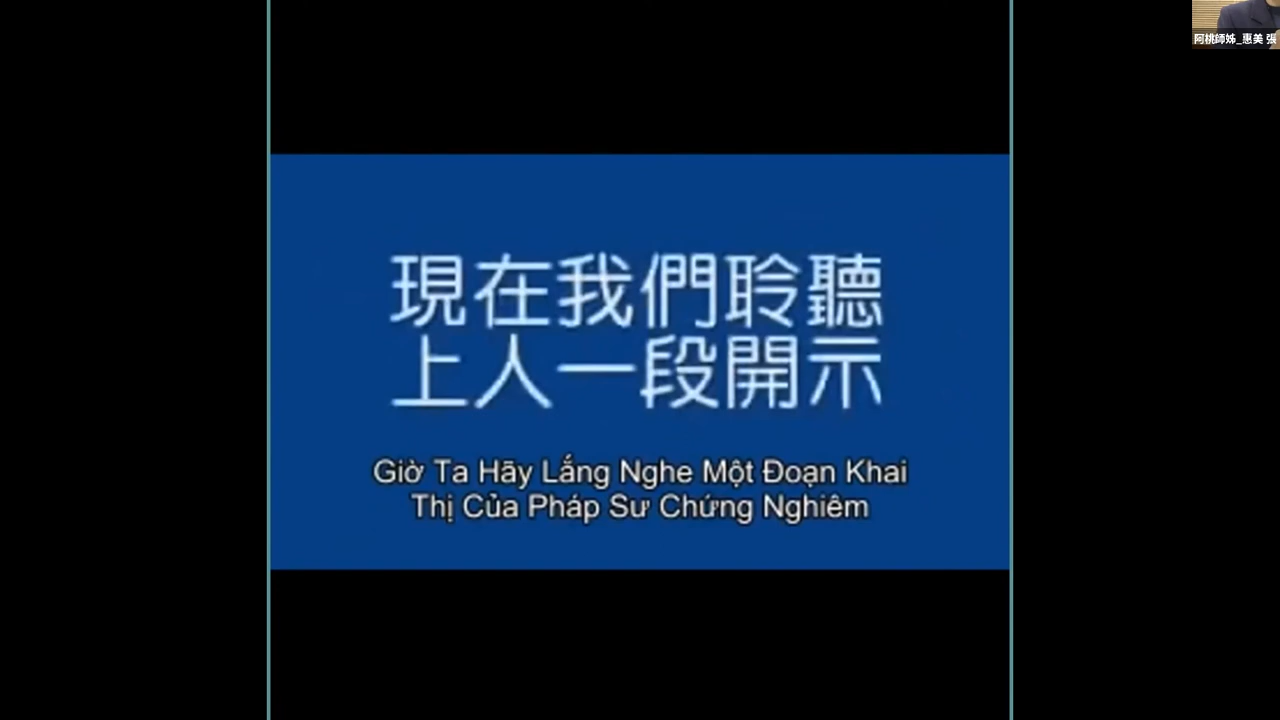 阿桃師姊_惠美 張
現在我們聆聽
上人一段開示
Giờ Ta Hãy Lắng Nghe Một Đoạn Khai
Thị Của Pháp Sư Chứng Nghiêm